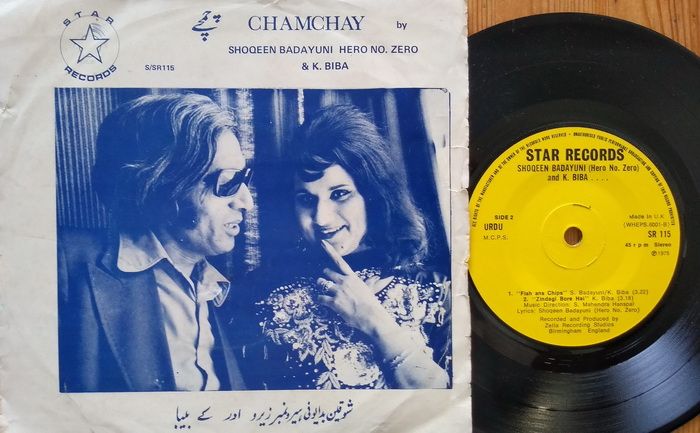 STAR
RECORDS
چمچے CHAMCHAY by
S/SR115
SHOQEEN BADAYUNI HERO NO. ZERO
& K. BIBA
شوقین بدایونی ہیرو نمبر زیرو اور کے بیبا
STAR RECORDS
SHOQEEN BADAYUNI (Hero No. Zero)
and K. BIBA . . . .
SIDE 2
URDU
M.C.P.S.
Made in U.K.
(WHEPS.6001-B)
SR 115
45 r p m Stereo
℗ 1975
1. "Fish ans Chips" S. Badayuni/K. Biba (3.22)
2. "Zindagi Bore Hai" K. Biba (3.18)
Music Direction: S. Mahendra Hanspal
Lyrics: Shoqeen Badayuni (Hero No. Zero)
Recorded and Produced by
Zella Recording Studios
Birmingham England